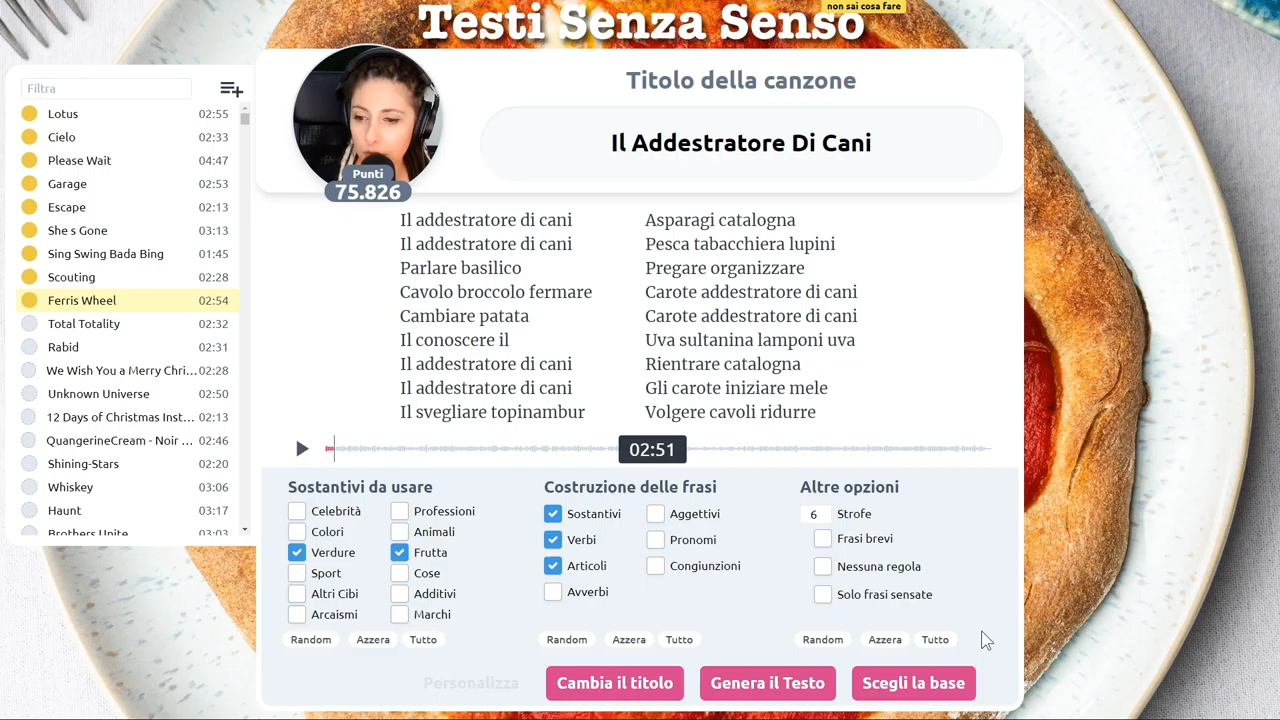 non sai cosa fare
Testi Senza Senso
Filtra
Lotus 02:55
Cielo 02:33
Please Wait 04:47
Garage 02:53
Escape 02:13
She s Gone 03:13
Sing Swing Bada Bing 01:45
Scouting 02:28
Ferris Wheel 02:54
Total Totality 02:32
Rabid 02:31
We Wish You a Merry Chri... 02:28
Unknown Universe 02:50
12 Days of Christmas Inst... 02:13
QuangerineCream - Noir ... 02:46
Shining-Stars 02:20
Whiskey 03:06
Haunt 03:17
Brothers Unite 03:03
Punti
75.826
Titolo della canzone
Il Addestratore Di Cani
Il addestratore di cani
Il addestratore di cani
Parlare basilico
Cavolo broccolo fermare
Cambiare patata
Il conoscere il
Il addestratore di cani
Il addestratore di cani
Il svegliare topinambur
Asparagi catalogna
Pesca tabacchiera lupini
Pregare organizzare
Carote addestratore di cani
Carote addestratore di cani
Uva sultanina lamponi uva
Rientrare catalogna
Gli carote iniziare mele
Volgere cavoli ridurre
02:51
Sostantivi da usare
Celebrità Professioni
Colori Animali
Verdure Frutta
Sport Cose
Altri Cibi Additivi
Arcaismi Marchi
Random Azzera Tutto
Costruzione delle frasi
Sostantivi Aggettivi
Verbi Pronomi
Articoli Congiunzioni
Avverbi
Random Azzera Tutto
Altre opzioni
6 Strofe
Frasi brevi
Nessuna regola
Solo frasi sensate
Random Azzera Tutto
Personalizza
Cambia il titolo
Genera il Testo
Scegli la base